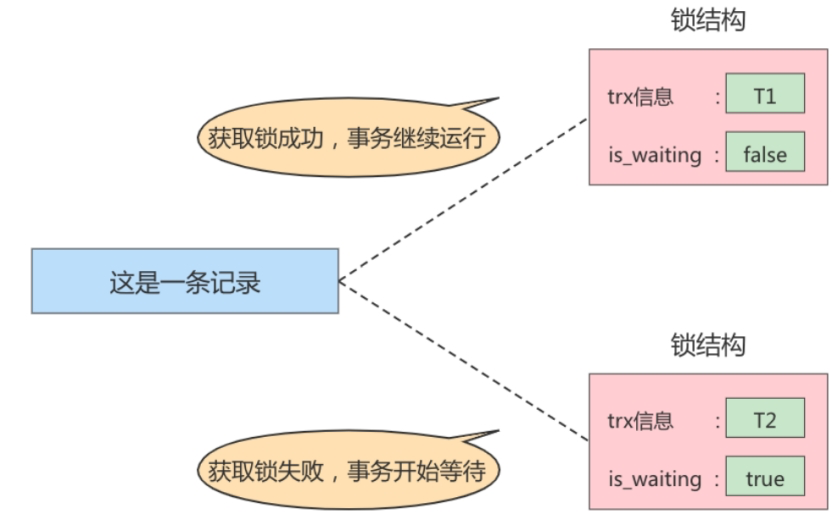 锁结构
trx信息 : T1
获取锁成功，事务继续运行
is_waiting : false
这是一条记录
锁结构
trx信息 : T2
获取锁失败，事务开始等待
is_waiting : true